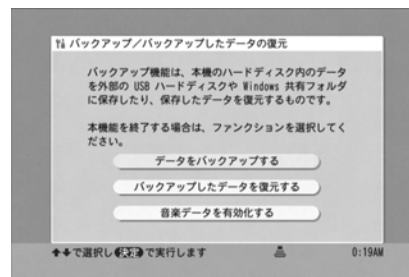 バックアップ/バックアップしたデータの復元
バックアップ機能は、本機のハードディスク内のデータ
を外部の USB ハードディスクや Windows 共有フォルダ
に保存したり、保存したデータを復元するものです。
本機能を終了する場合は、ファンクションを選択してく
ださい。
データをバックアップする
バックアップしたデータを復元する
音楽データを有効化する
↑↓で選択し決定で実行します
0:19AM